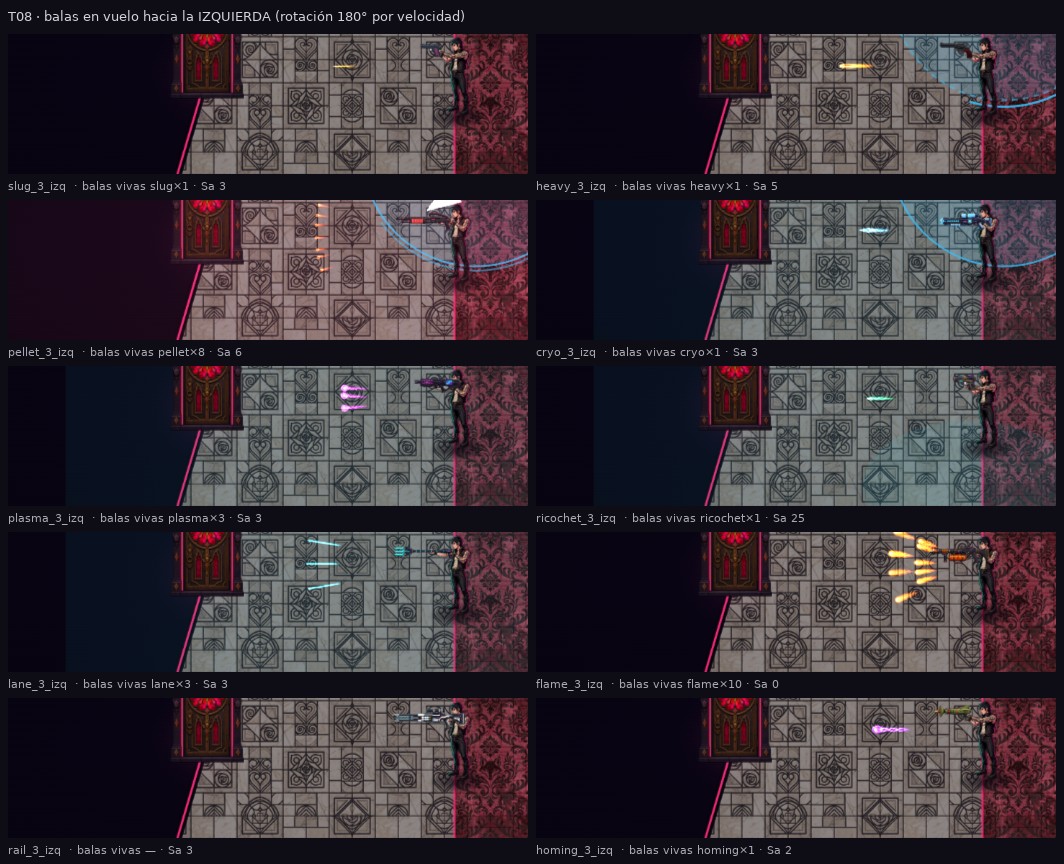 T08 · balas en vuelo hacia la IZQUIERDA (rotación 180° por velocidad)
slug_3_izq · balas vivas slug×1 · Sa 3
heavy_3_izq · balas vivas heavy×1 · Sa 5
pellet_3_izq · balas vivas pellet×8 · Sa 6
cryo_3_izq · balas vivas cryo×1 · Sa 3
plasma_3_izq · balas vivas plasma×3 · Sa 3
ricochet_3_izq · balas vivas ricochet×1 · Sa 25
lane_3_izq · balas vivas lane×3 · Sa 3
flame_3_izq · balas vivas flame×10 · Sa 0
rail_3_izq · balas vivas — · Sa 3
homing_3_izq · balas vivas homing×1 · Sa 2